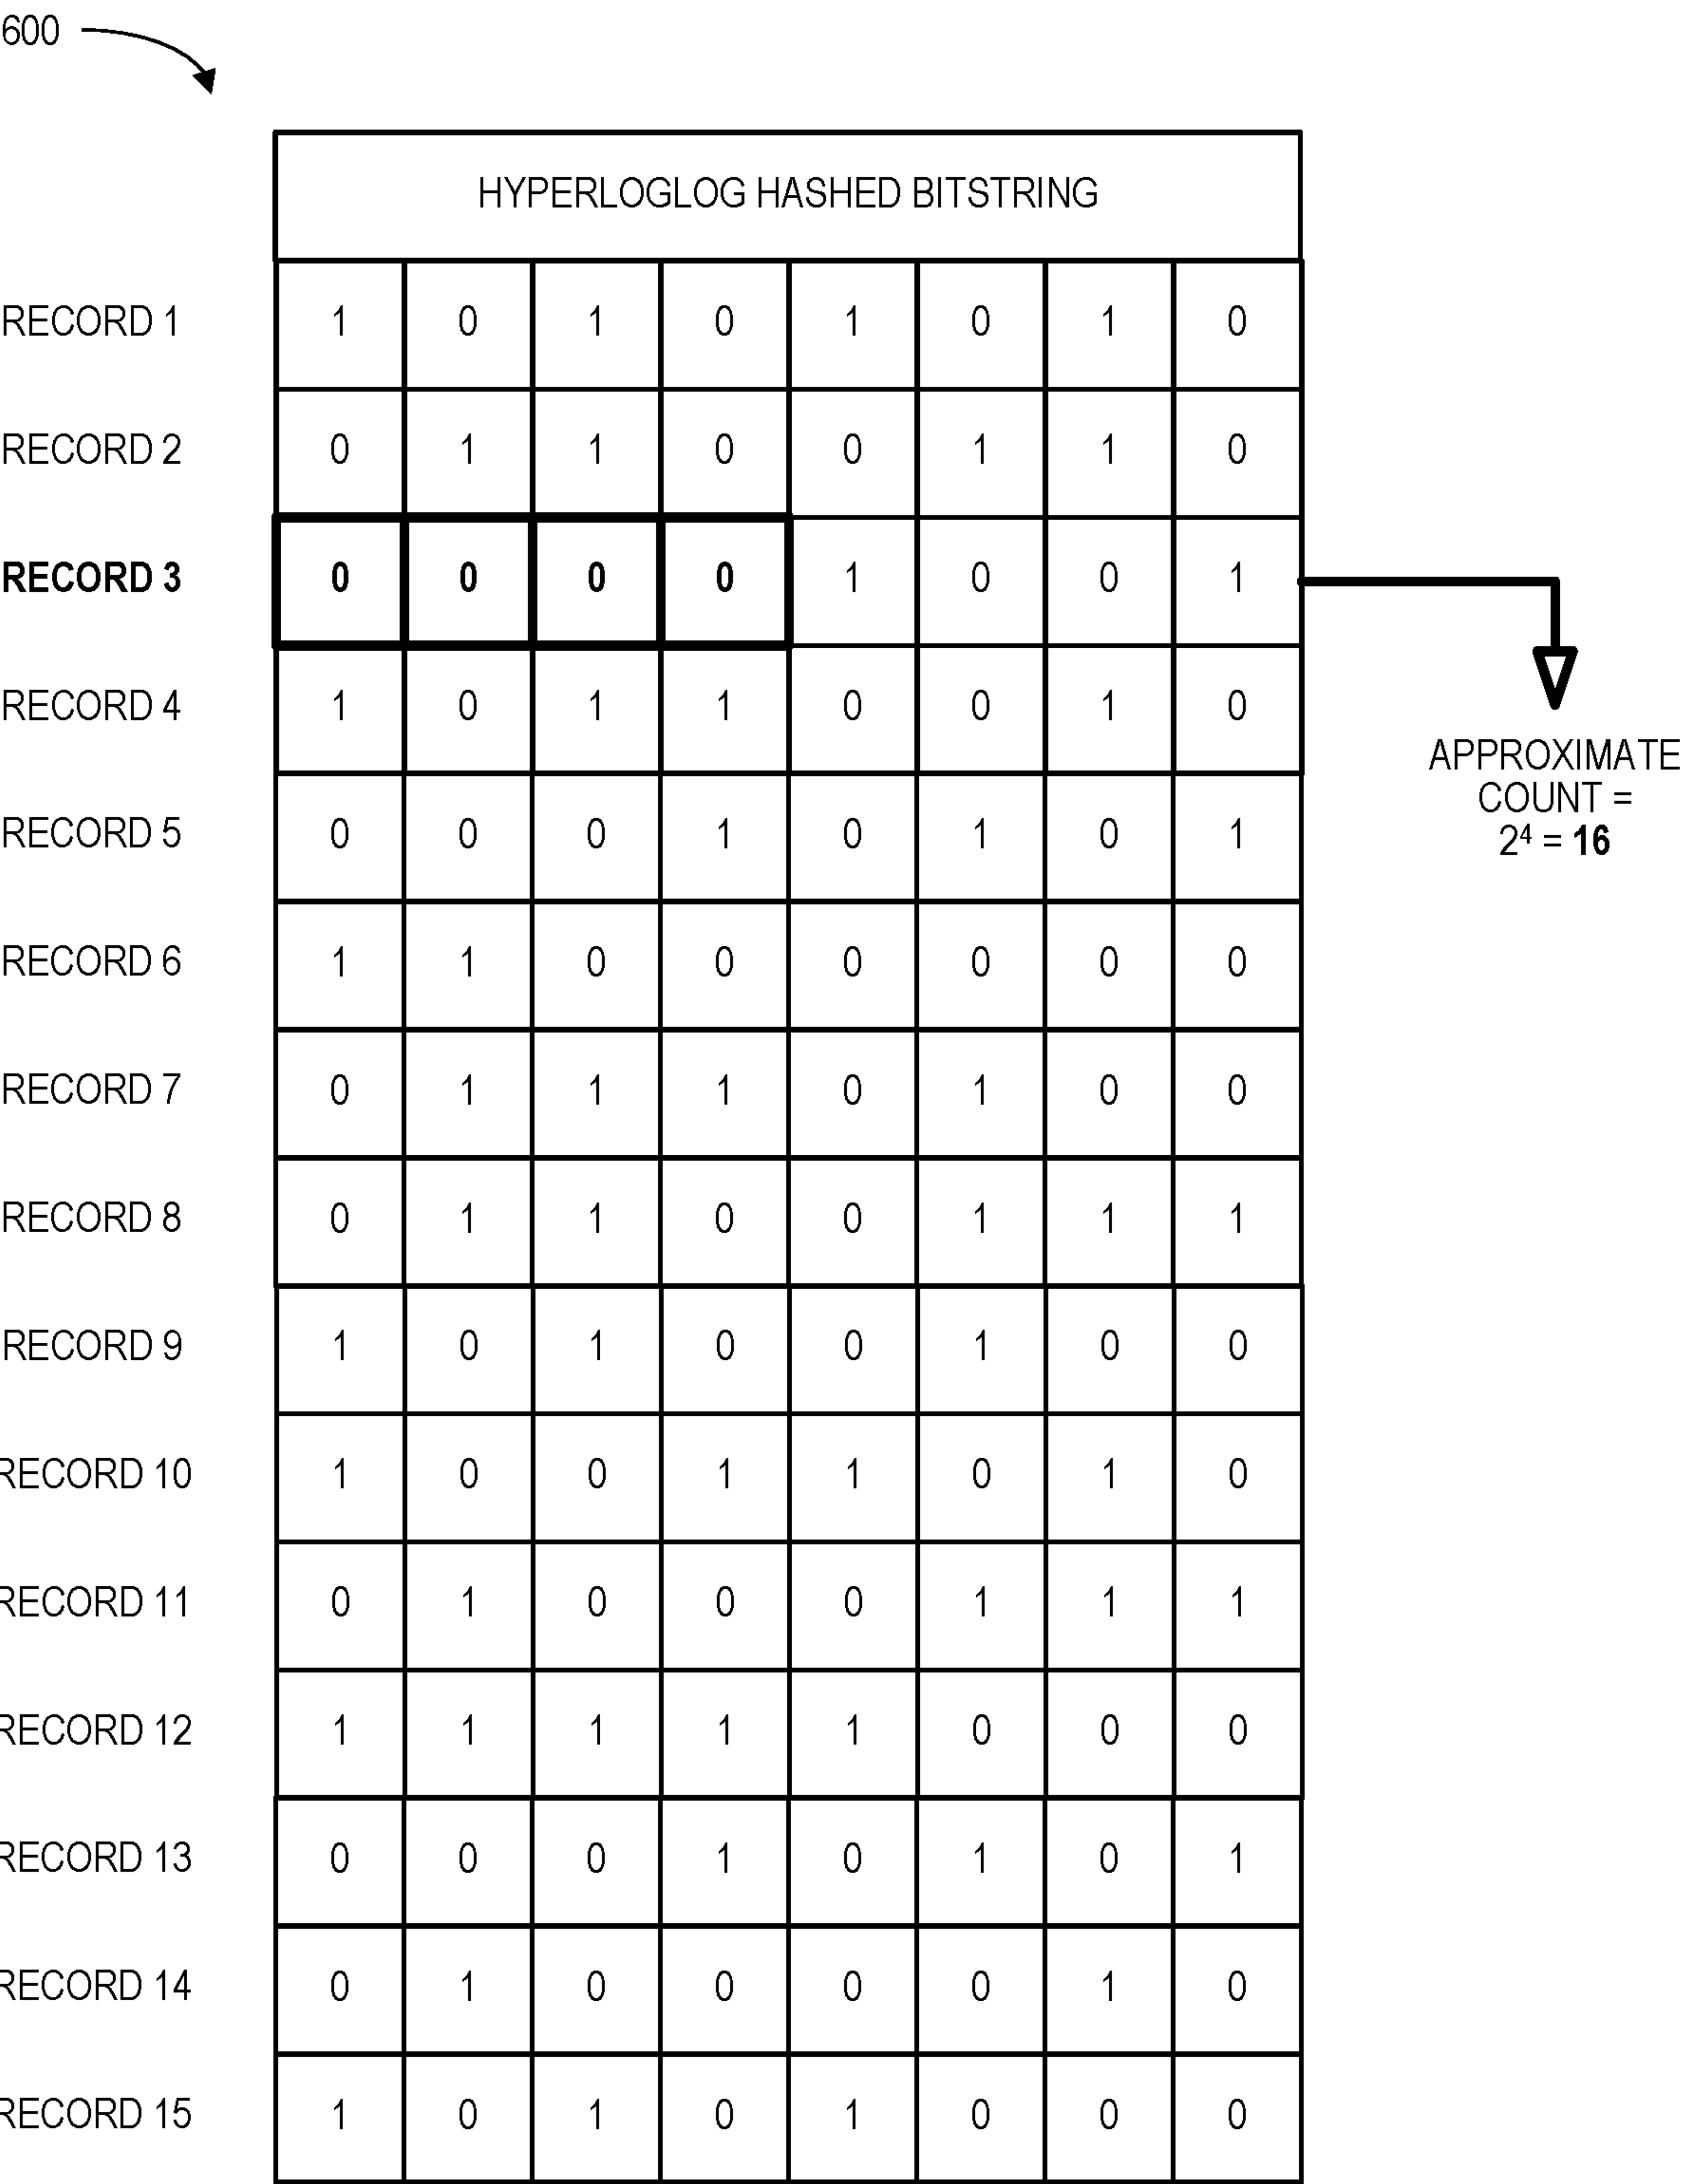 600
HYPERLOGLOG HASHED BITSTRING
RECORD 1 1 0 1 0 1 0 1 0
RECORD 2 0 1 1 0 0 1 1 0
RECORD 3 0 0 0 0 1 0 0 1
RECORD 4 1 0 1 1 0 0 1 0
APPROXIMATE
COUNT =
2⁴ = 16
RECORD 5 0 0 0 1 0 1 0 1
RECORD 6 1 1 0 0 0 0 0 0
RECORD 7 0 1 1 1 0 1 0 0
RECORD 8 0 1 1 0 0 1 1 1
RECORD 9 1 0 1 0 0 1 0 0
RECORD 10 1 0 0 1 1 0 1 0
RECORD 11 0 1 0 0 0 1 1 1
RECORD 12 1 1 1 1 1 0 0 0
RECORD 13 0 0 0 1 0 1 0 1
RECORD 14 0 1 0 0 0 0 1 0
RECORD 15 1 0 1 0 1 0 0 0